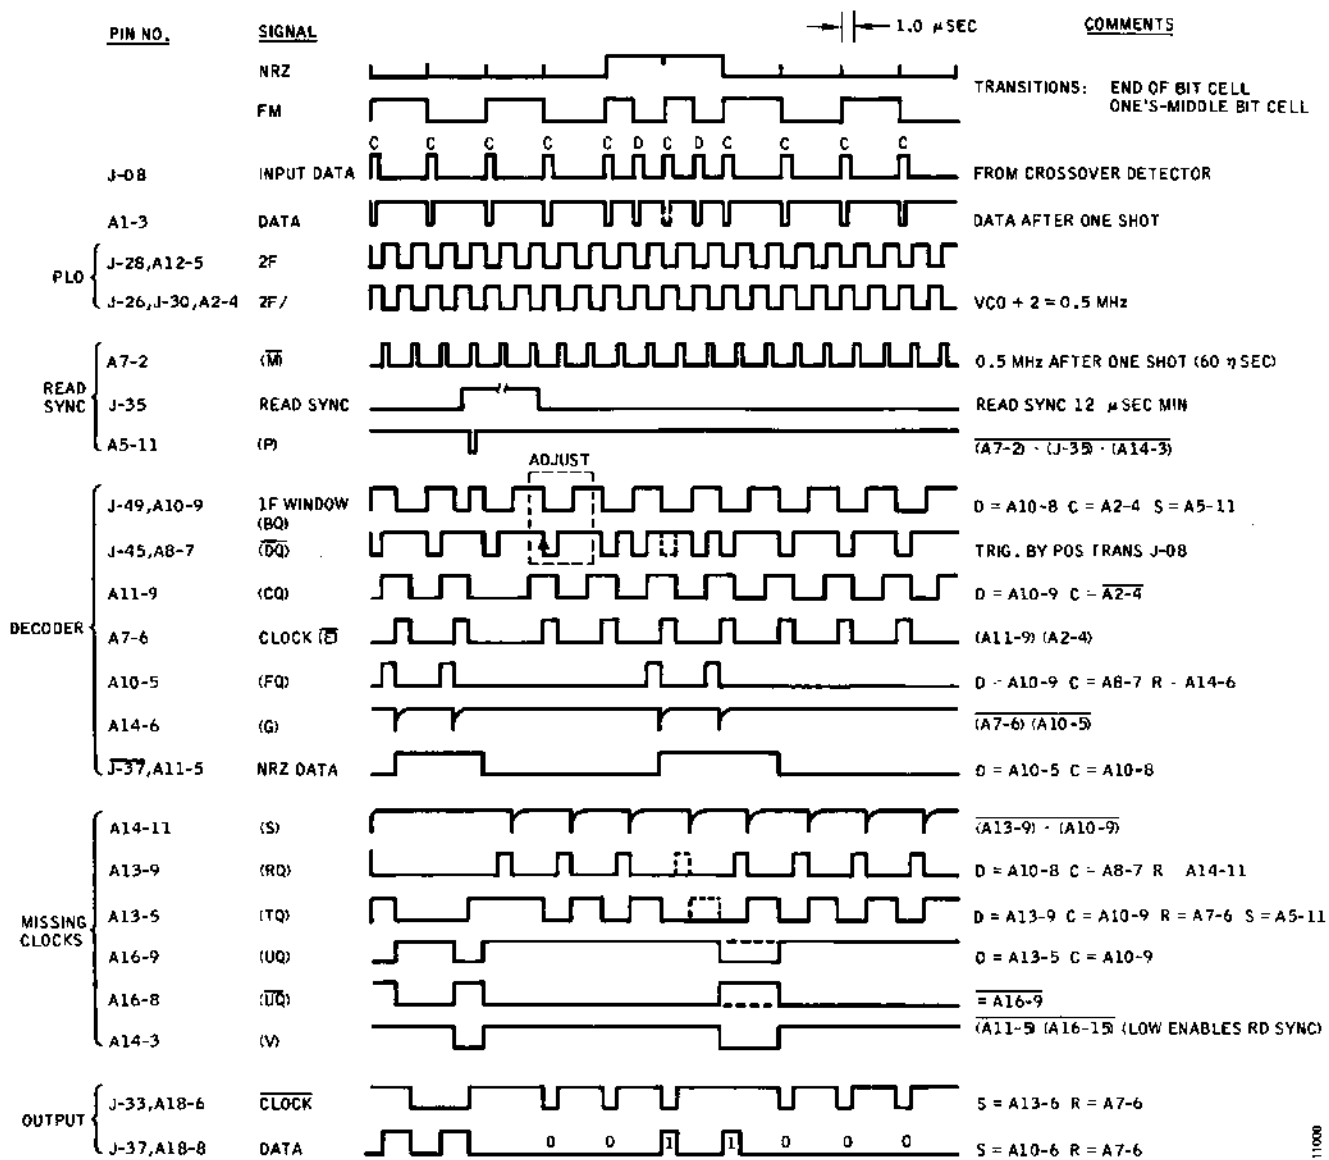 PIN NO. SIGNAL 1.0 μSEC COMMENTS
NRZ
TRANSITIONS: END OF BIT CELL
ONE'S-MIDDLE BIT CELL
FM
C C C C C D C D C C C C
J-08 INPUT DATA FROM CROSSOVER DETECTOR
A1-3 DATA DATA AFTER ONE SHOT
PLO
J-28,A12-5 2F
J-26,J-30,A2-4 2F/ VCO + 2 = 0.5 MHz
READ SYNC
A7-2 (M) 0.5 MHz AFTER ONE SHOT (60 η SEC)
J-35 READ SYNC READ SYNC 12 μSEC MIN
A5-11 (P) (A7-2) · (J-35) · (A14-3)
ADJUST
DECODER
J-49,A10-9 1F WINDOW (BQ) D = A10-8 C = A2-4 S = A5-11
J-45,A8-7 (DQ) TRIG. BY POS TRANS J-08
A11-9 (CQ) D = A10-9 C - A2-4
A7-6 CLOCK (E) (A11-9) (A2-4)
A10-5 (FQ) D - A10-9 C = A8-7 R - A14-6
A14-6 (G) (A7-6) (A10-5)
J-37,A11-5 NRZ DATA D = A10-5 C = A10-8
MISSING CLOCKS
A14-11 (S) (A13-9) · (A10-9)
A13-9 (RQ) D = A10-8 C = A8-7 R A14-11
A13-5 (TQ) D = A13-9 C = A10-9 R = A7-6 S = A5-11
A16-9 (UQ) D = A13-5 C = A10-9
A16-8 (UQ) = A16-9
A14-3 (V) (A11-5) (A16-15) (LOW ENABLES RD SYNC)
OUTPUT
J-33,A18-6 CLOCK S = A13-6 R = A7-6
J-37,A18-8 DATA 0 0 1 1 0 0 0 S = A10-6 R = A7-6
11000